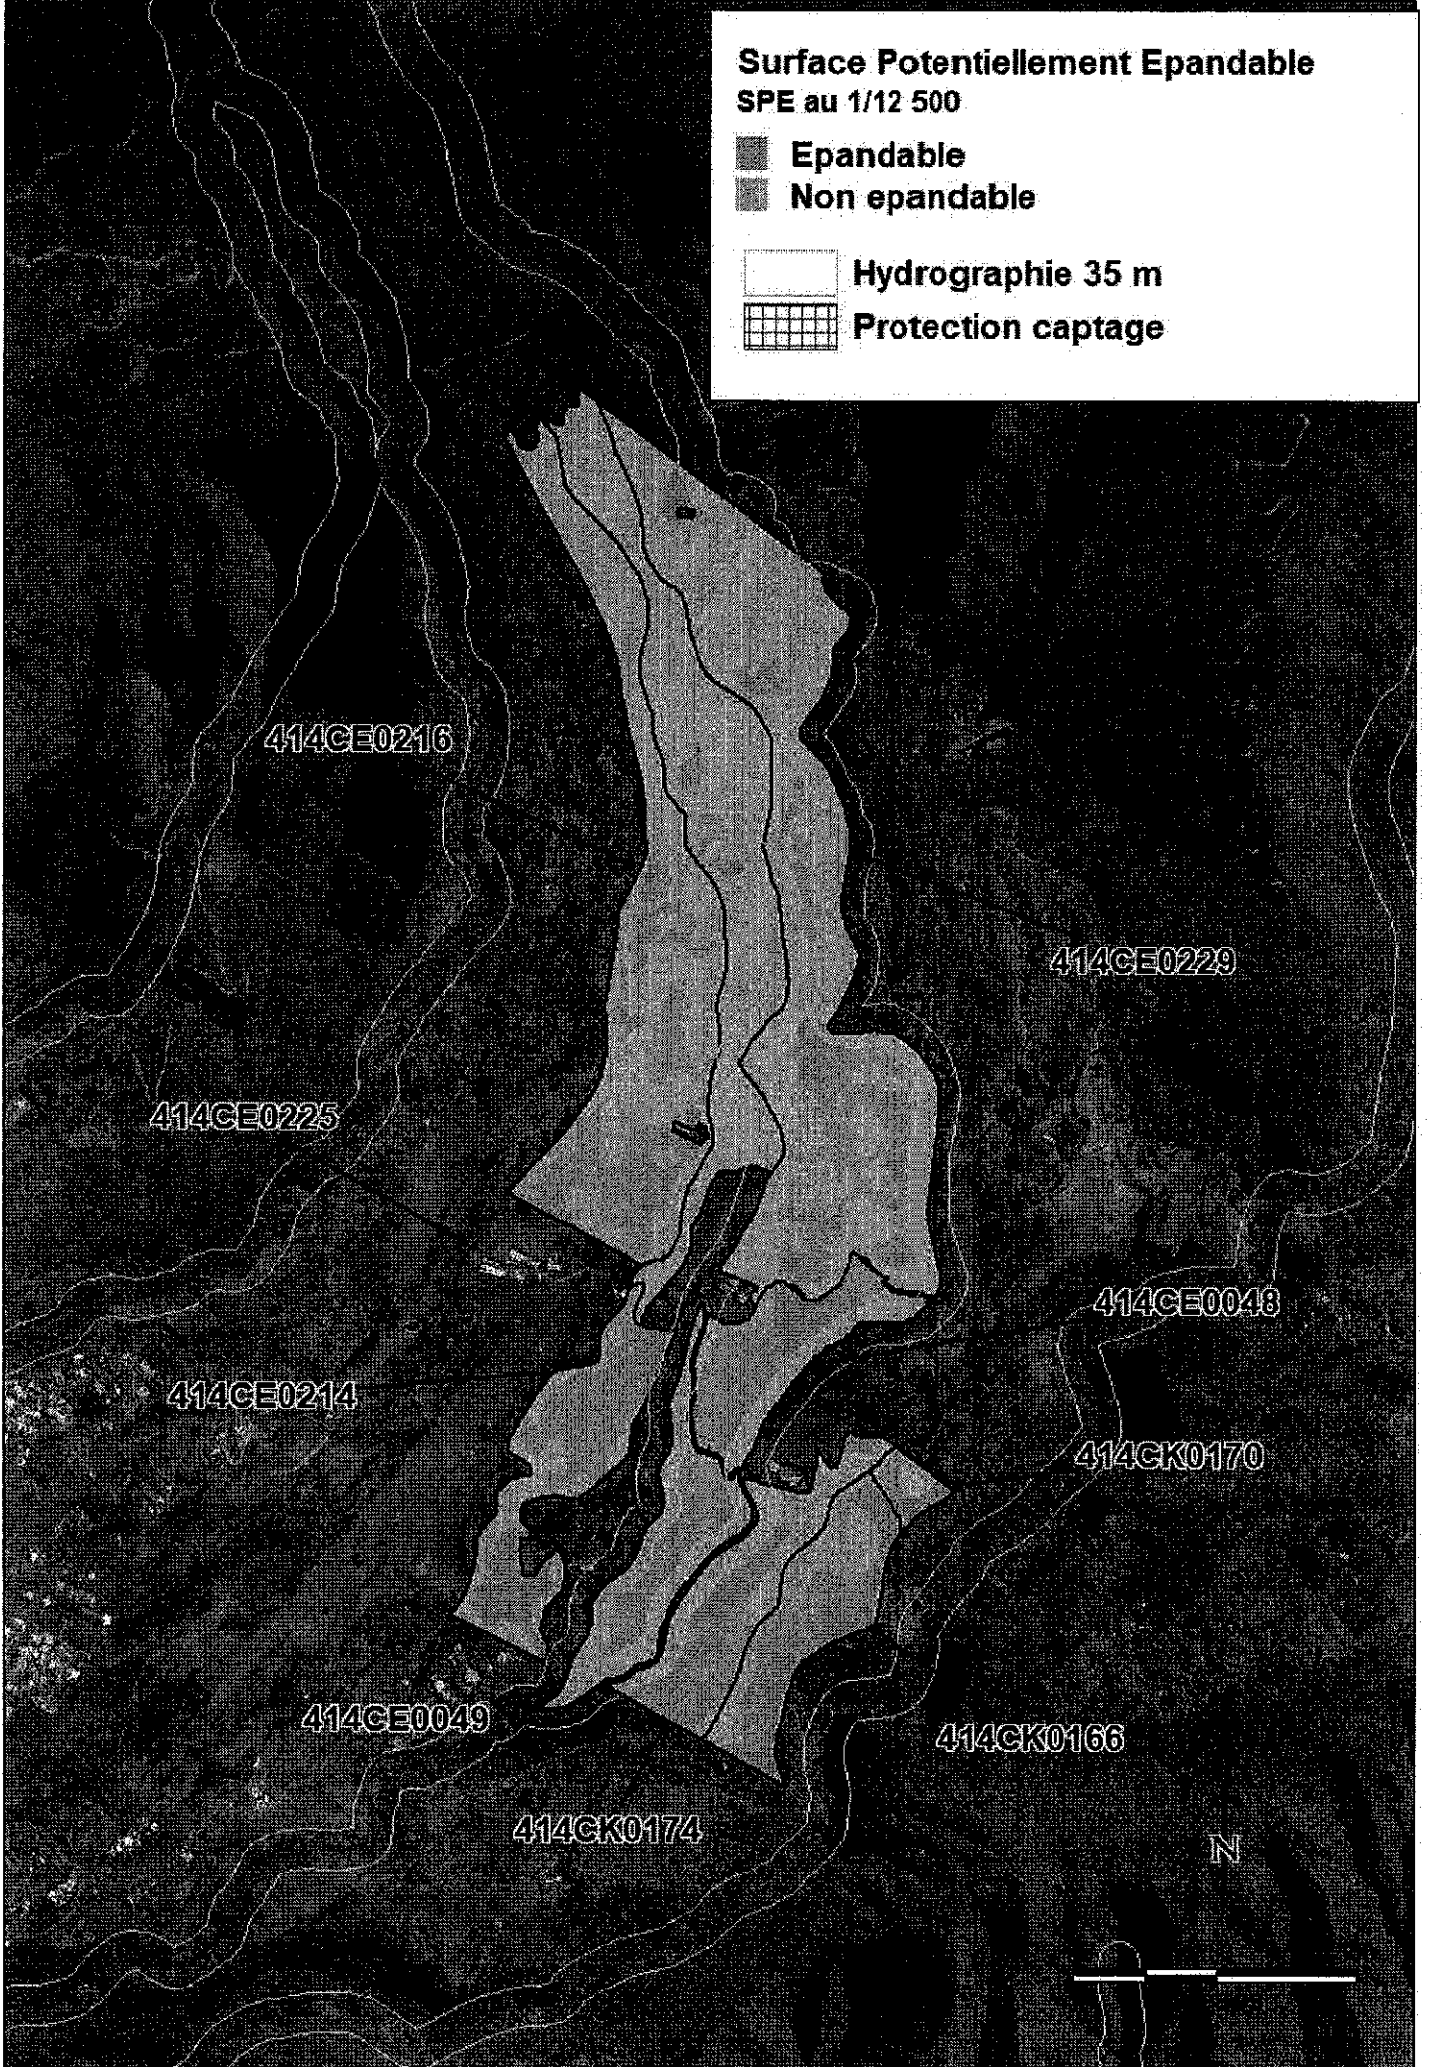 Surface Potentiellement Epandable
SPE au 1/12 500
Epandable
Non epandable
Hydrographie 35 m
Protection captage
414CE0216
414CE0229
414CE0225
414CE0048
414CE0214
414CK0170
414CE0049
414CK0166
414CK0174
N